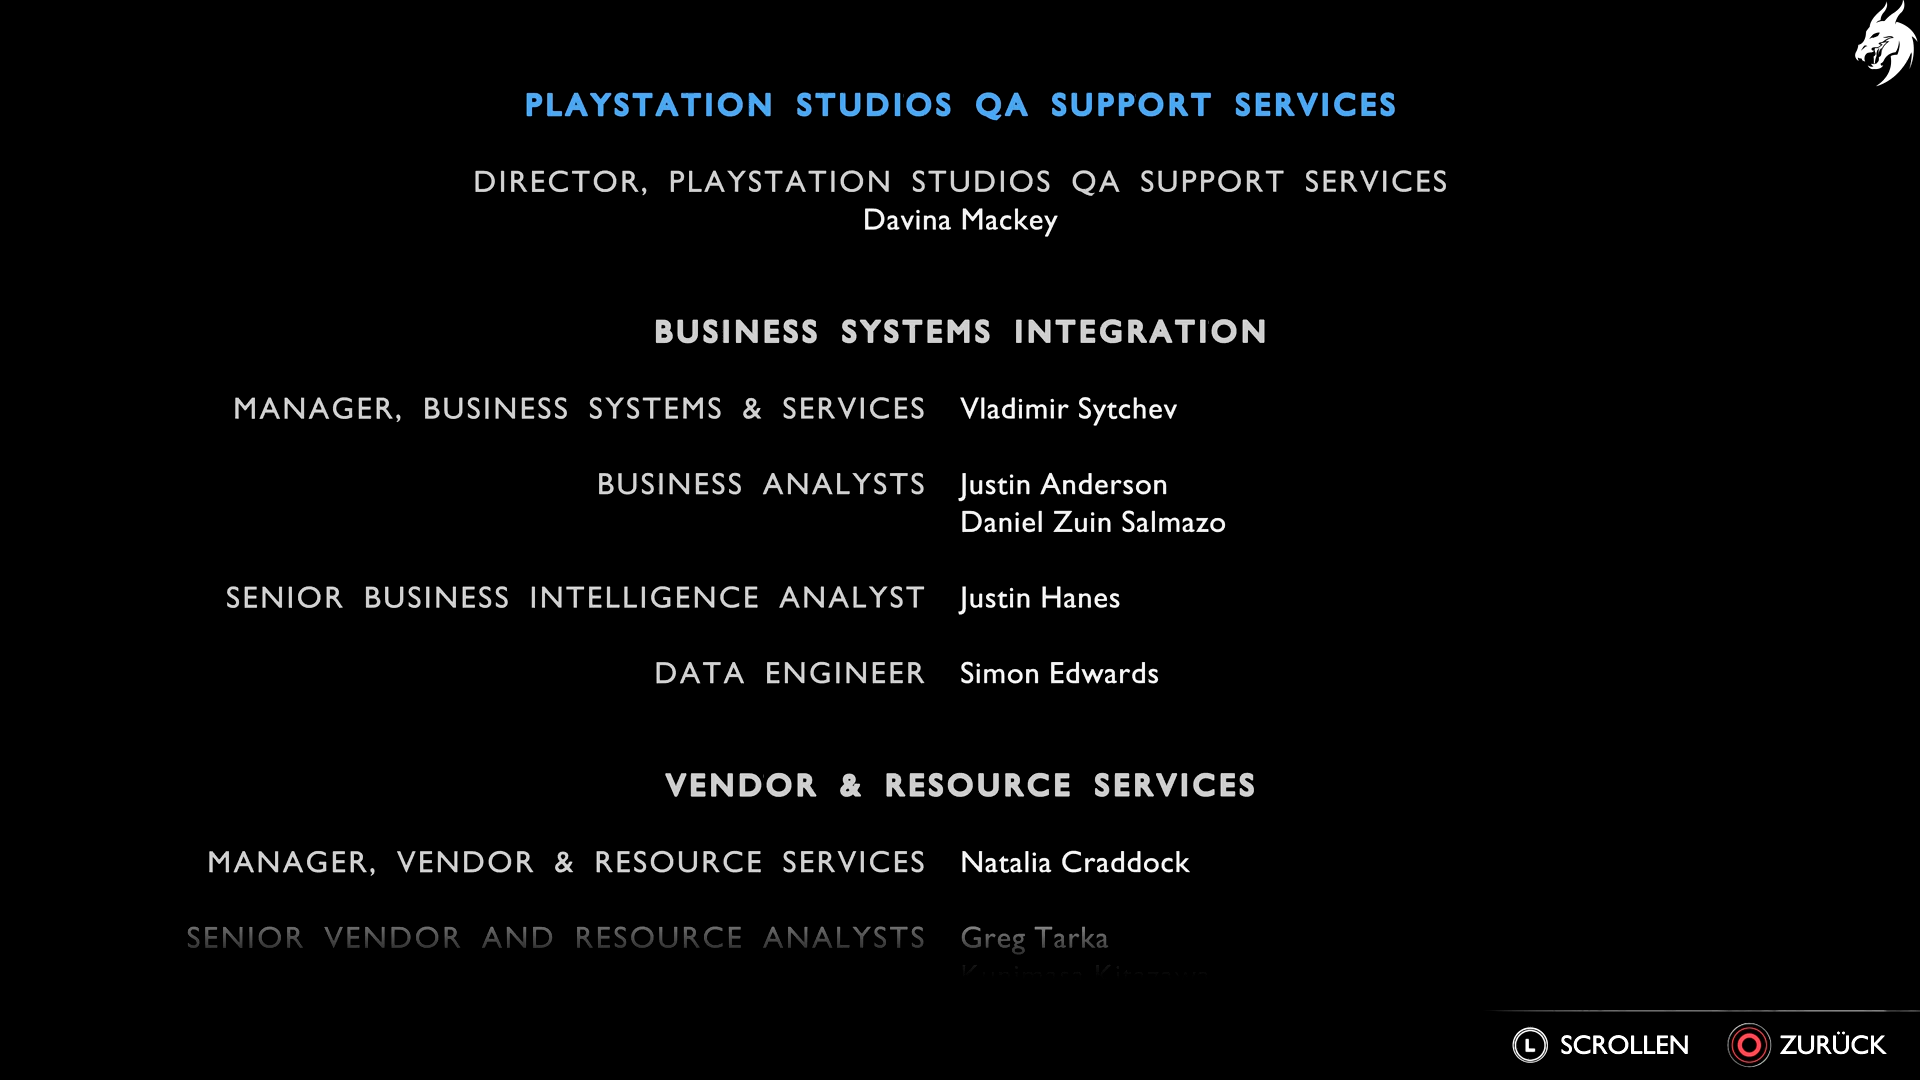 PLAYSTATION STUDIOS QA SUPPORT SERVICES
DIRECTOR, PLAYSTATION STUDIOS QA SUPPORT SERVICES
Davina Mackey
BUSINESS SYSTEMS INTEGRATION
MANAGER, BUSINESS SYSTEMS & SERVICES Vladimir Sytchev
BUSINESS ANALYSTS Justin Anderson
Daniel Zuin Salmazo
SENIOR BUSINESS INTELLIGENCE ANALYST Justin Hanes
DATA ENGINEER Simon Edwards
VENDOR & RESOURCE SERVICES
MANAGER, VENDOR & RESOURCE SERVICES Natalia Craddock
SENIOR VENDOR AND RESOURCE ANALYSTS Greg Tarka
L SCROLLEN ZURÜCK